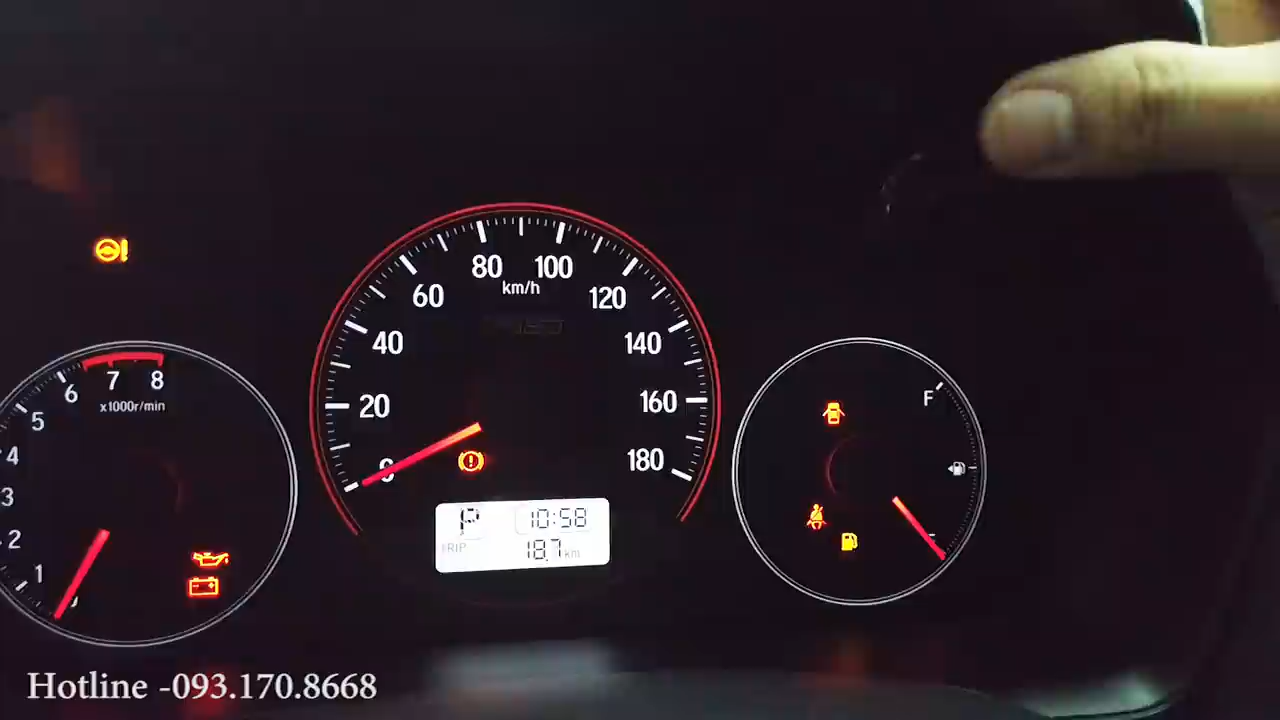 80 100
km/h
60 120
40 140
20 160
0 180
6 7 8
x1000r/min
5
4
3
2
1
P 10:58
TRIP 18.7 km
F
Hotline -093.170.8668